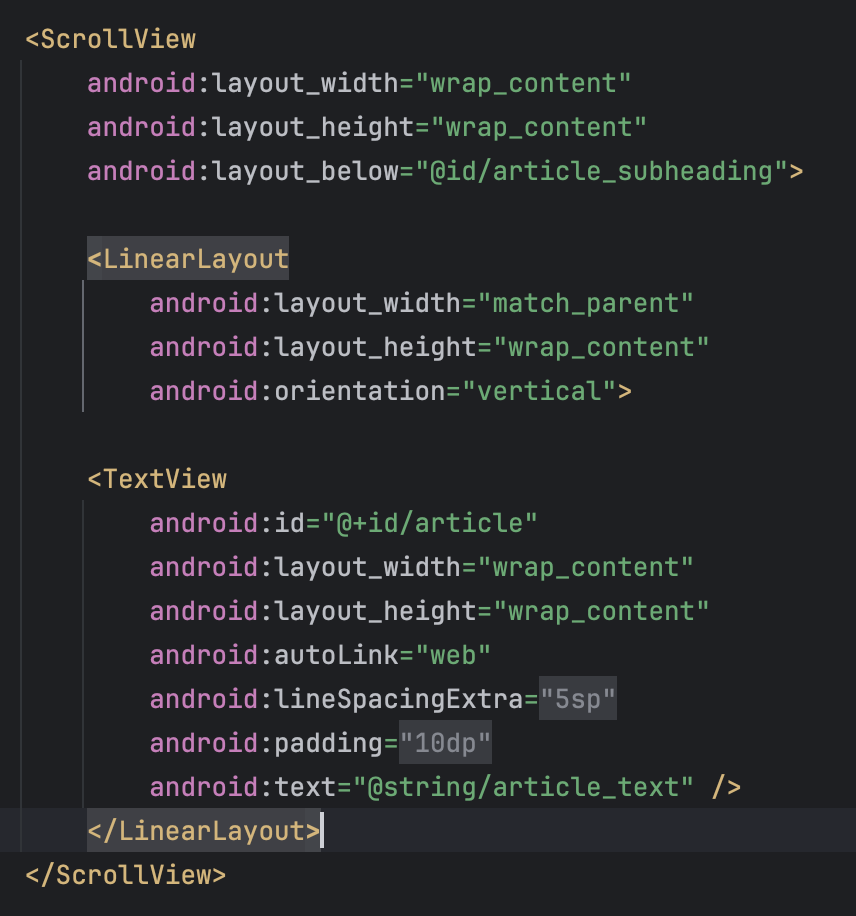 <ScrollView
android:layout_width="wrap_content"
android:layout_height="wrap_content"
android:layout_below="@id/article_subheading">
<LinearLayout
android:layout_width="match_parent"
android:layout_height="wrap_content"
android:orientation="vertical">
<TextView
android:id="@+id/article"
android:layout_width="wrap_content"
android:layout_height="wrap_content"
android:autoLink="web"
android:lineSpacingExtra="5sp"
android:padding="10dp"
android:text="@string/article_text" />
</LinearLayout>
</ScrollView>